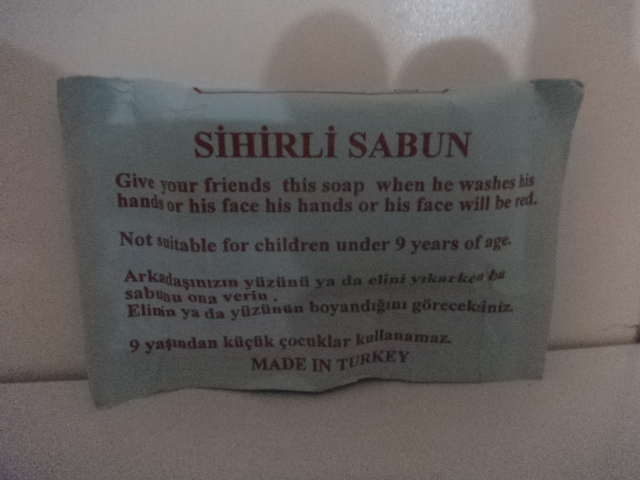 SİHİRLİ SABUN
Give your friends this soap when he washes his
hands or his face his hands or his face will be red.
Not suitable for children under 9 years of age.
Arkadaşınızın yüzünü ya da elini yıkarken bu
sabunu ona verin .
Elinin ya da yüzünün boyandığını göreceksiniz.
9 yaşından küçük çocuklar kullanamaz.
MADE IN TURKEY